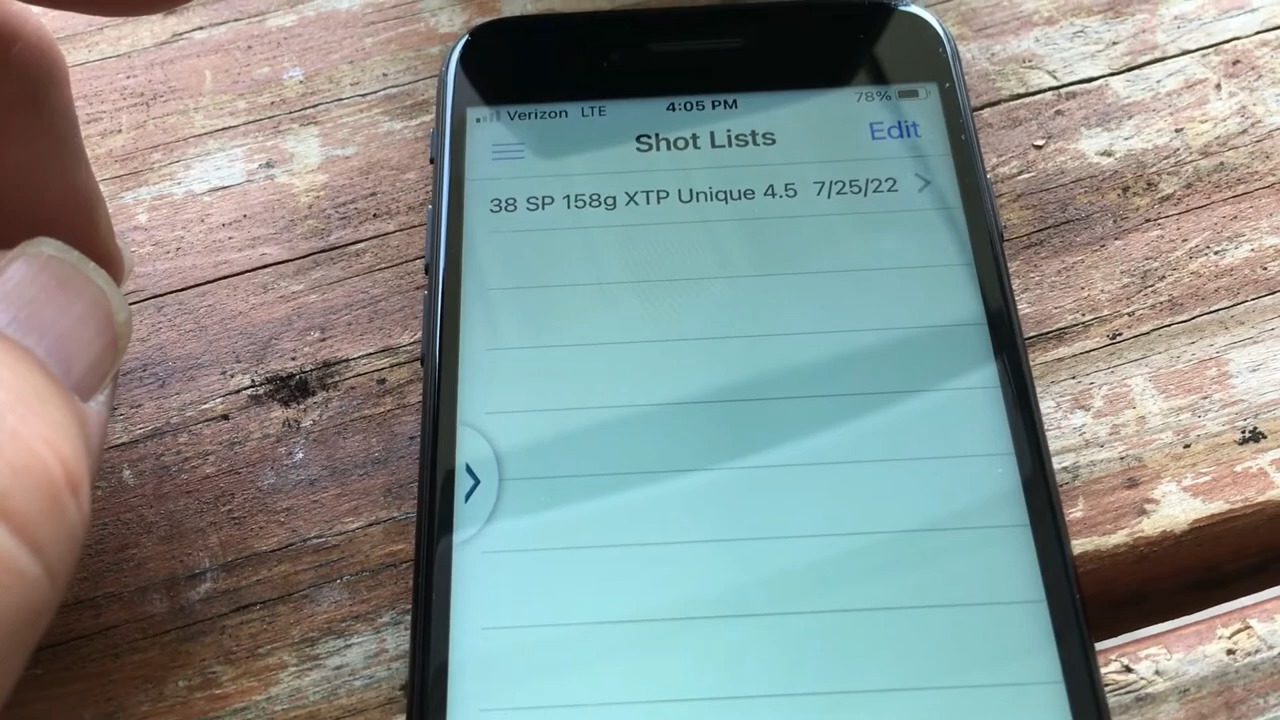 Verizon LTE 4:05 PM 78%
Shot Lists Edit
38 SP 158g XTP Unique 4.5 7/25/22